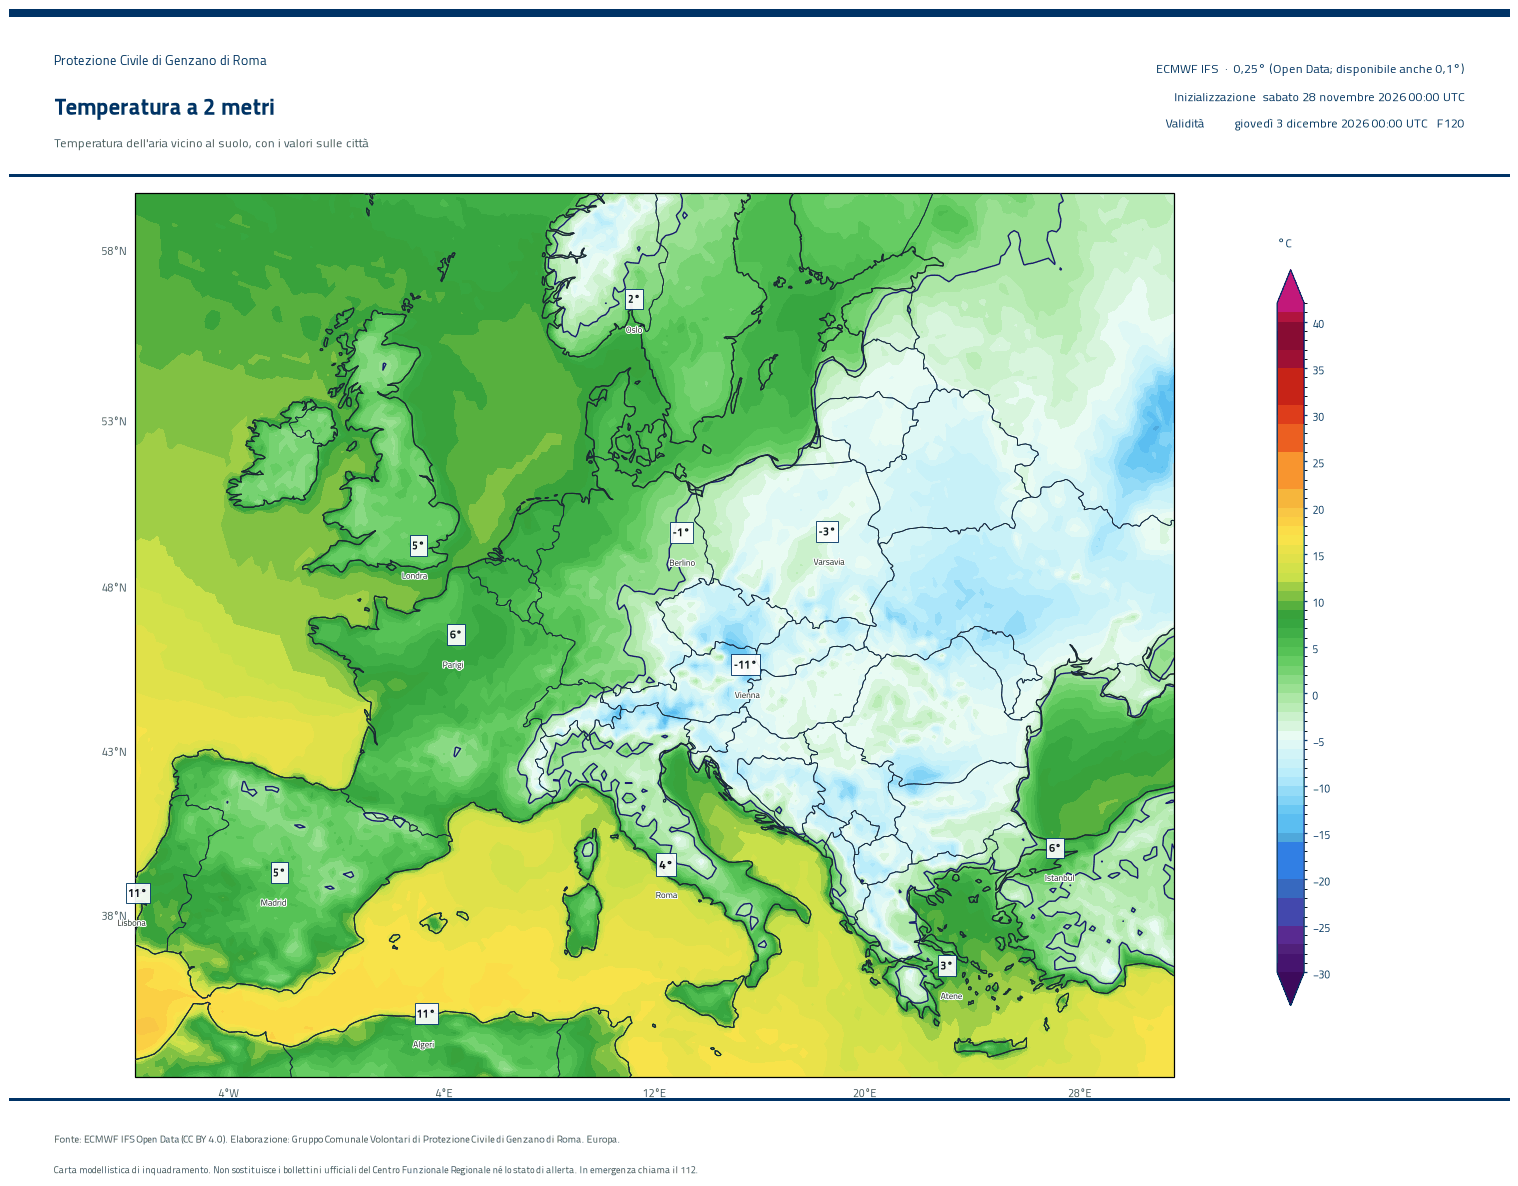 Protezione Civile di Genzano di Roma
Temperatura a 2 metri
Temperatura dell'aria vicino al suolo, con i valori sulle città
ECMWF IFS · 0,25° (Open Data; disponibile anche 0,1°)
Inizializzazione sabato 28 novembre 2026 00:00 UTC
Validità giovedì 3 dicembre 2026 00:00 UTC F120
°C
58°N
53°N
48°N
43°N
38°N
2°
Oslo
5°
Londra
-1°
Berlino
-3°
Varsavia
6°
Parigi
-11°
Vienna
5°
Madrid
11°
Lisbona
4°
Roma
6°
Istanbul
3°
Atene
11°
Algeri
40
35
30
25
20
15
10
5
0
−5
−10
−15
−20
−25
−30
4°W
4°E
12°E
20°E
28°E
Fonte: ECMWF IFS Open Data (CC BY 4.0). Elaborazione: Gruppo Comunale Volontari di Protezione Civile di Genzano di Roma. Europa.
Carta modellistica di inquadramento. Non sostituisce i bollettini ufficiali del Centro Funzionale Regionale né lo stato di allerta. In emergenza chiama il 112.